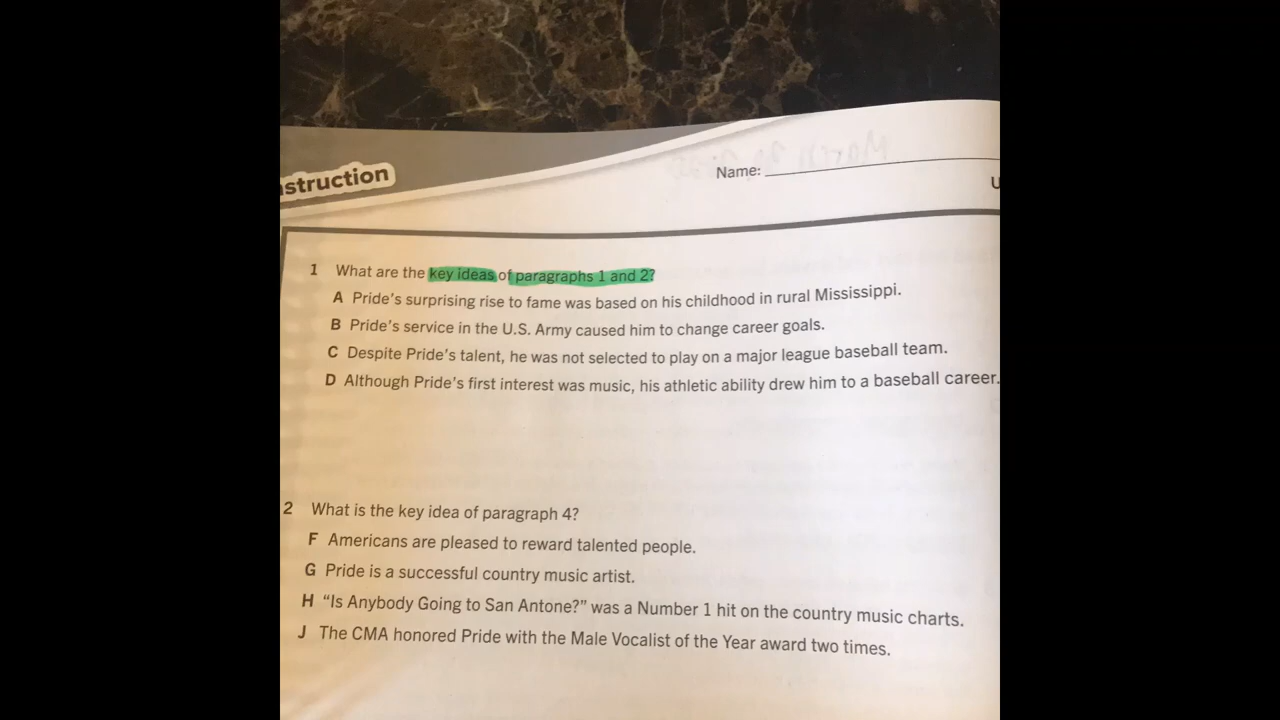 struction
Name:
U
1 What are the key ideas of paragraphs 1 and 2?
A Pride's surprising rise to fame was based on his childhood in rural Mississippi.
B Pride's service in the U.S. Army caused him to change career goals.
C Despite Pride's talent, he was not selected to play on a major league baseball team.
D Although Pride's first interest was music, his athletic ability drew him to a baseball career.
2 What is the key idea of paragraph 4?
F Americans are pleased to reward talented people.
G Pride is a successful country music artist.
H “Is Anybody Going to San Antone?” was a Number 1 hit on the country music charts.
J The CMA honored Pride with the Male Vocalist of the Year award two times.